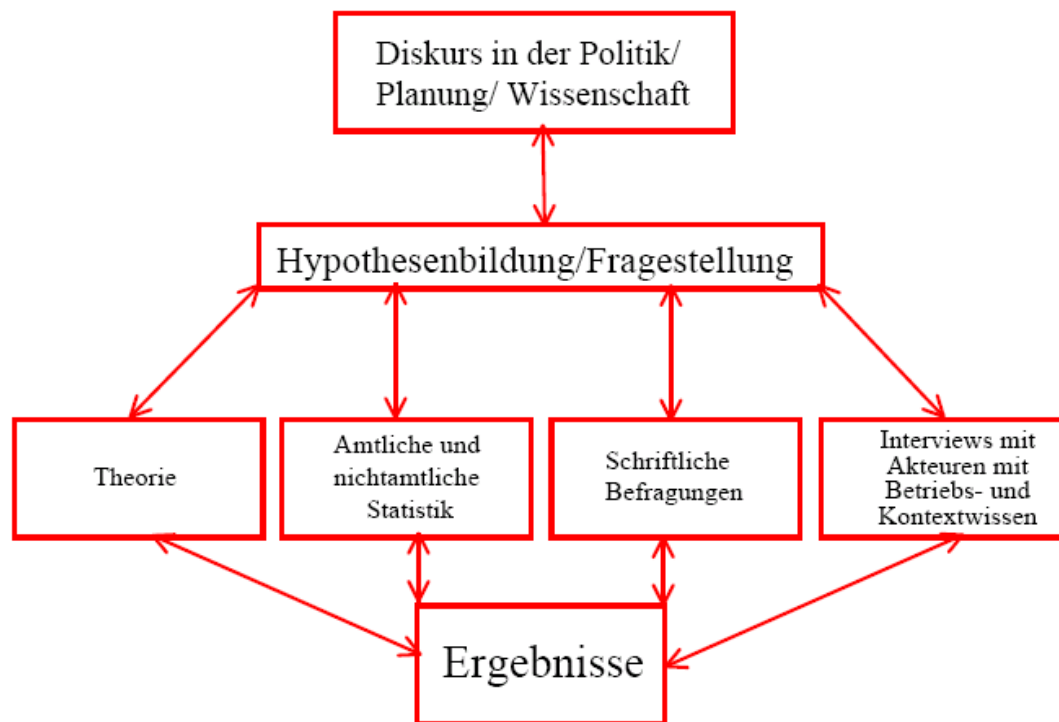 Diskurs in der Politik/
Planung/ Wissenschaft
Hypothesenbildung/Fragestellung
Theorie
Amtliche und
nichtamtliche
Statistik
Schriftliche
Befragungen
Interviews mit
Akteuren mit
Betriebs- und
Kontextwissen
Ergebnisse